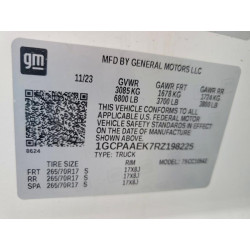 gm
MFD BY GENERAL MOTORS LLC
11/23
GVWR GAWR FRT GAWR RR
3085 KG 1678 KG
6800 LB 3700 LB
THIS VEHICLE CONFORMS TO ALL
APPLICABLE U.S. FEDERAL MOTOR
VEHICLE SAFETY STANDARDS IN
EFFECT ON THE DATE OF
MANUFACTURE SHOWN ABOVE.
1GCPAAEK7RZ198225
TYPE: TRUCK
8624
TIRE SIZE RIM
FRT 265/70R17 S 17X8J
RR 265/70R17 S 17X8J
SPA 265/70R17 S 17X8J
MODEL: